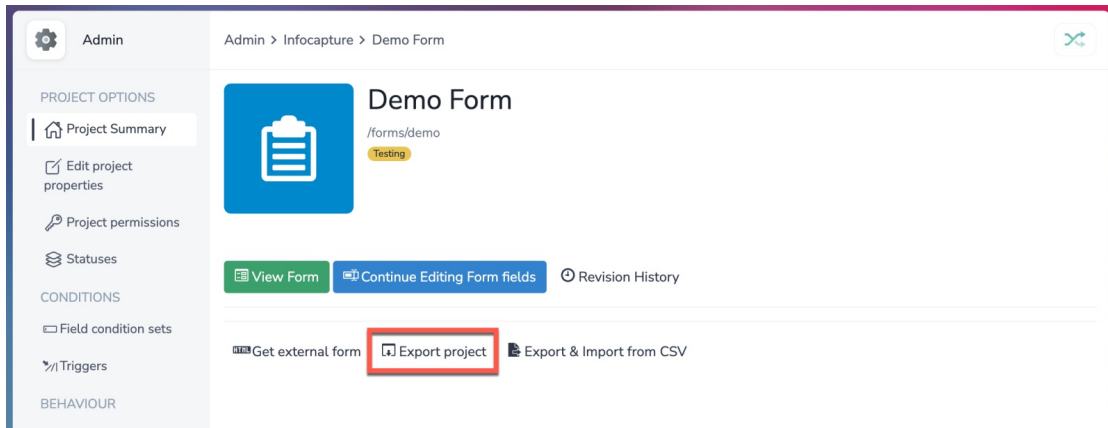 Admin
Admin > Infocapture > Demo Form
PROJECT OPTIONS
Project Summary
Edit project
properties
Project permissions
Statuses
CONDITIONS
Field condition sets
Triggers
BEHAVIOUR
Demo Form
/forms/demo
Testing
View Form
Continue Editing Form fields
Revision History
HTML Get external form
Export project
Export & Import from CSV